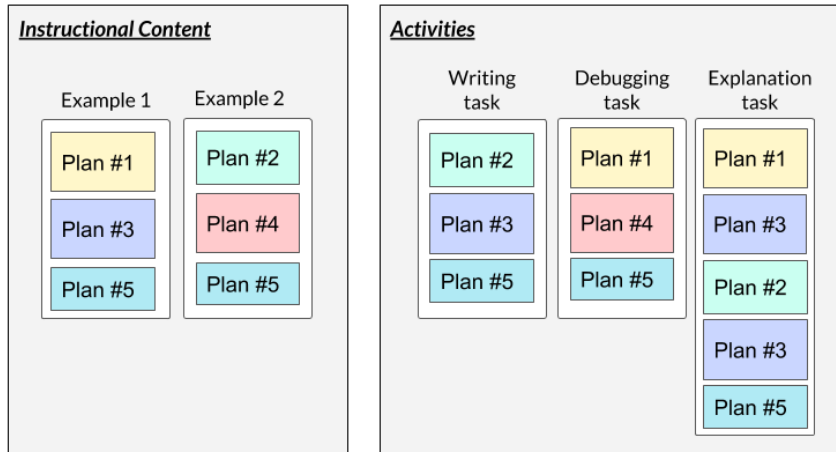 Instructional Content
Example 1
Plan #1
Plan #3
Plan #5
Example 2
Plan #2
Plan #4
Plan #5
Activities
Writing
task
Plan #2
Plan #3
Plan #5
Debugging
task
Plan #1
Plan #4
Plan #5
Explanation
task
Plan #1
Plan #3
Plan #2
Plan #3
Plan #5